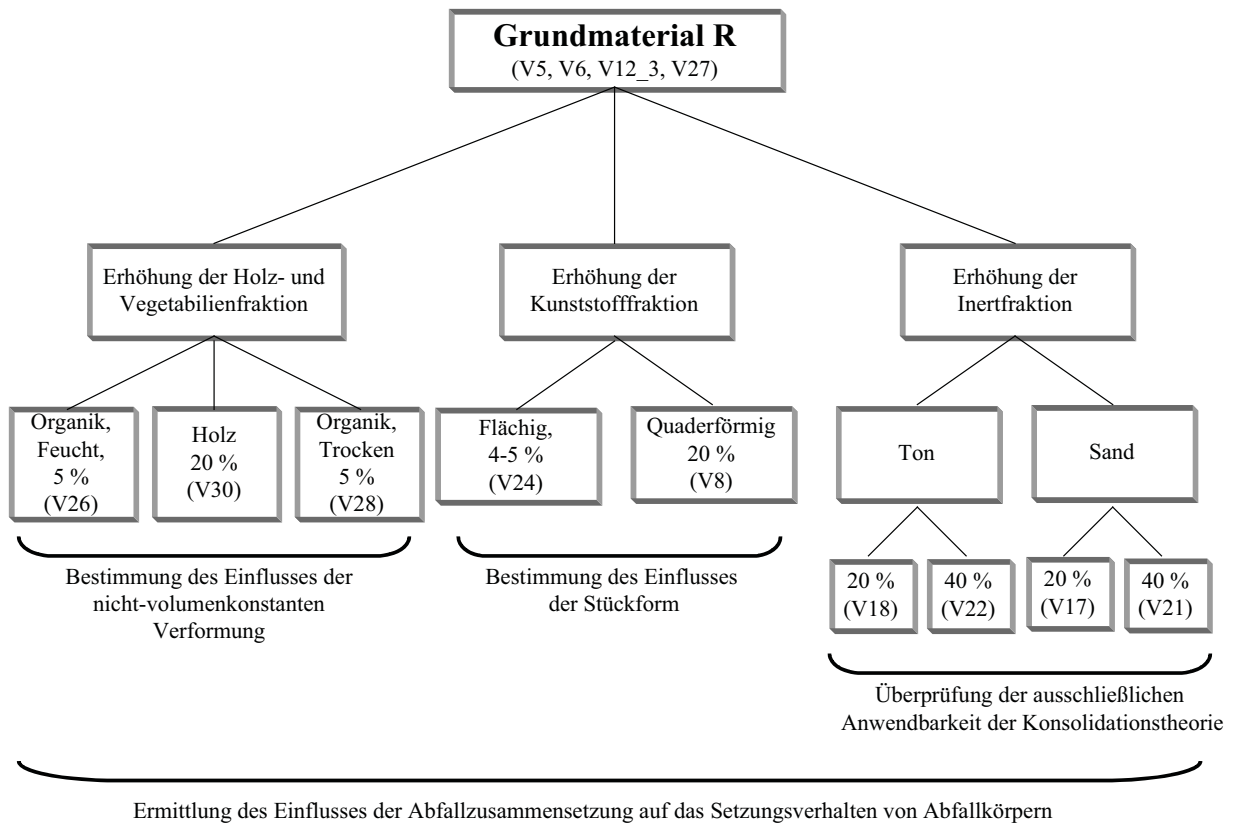 Grundmaterial R
(V5, V6, V12_3, V27)
Erhöhung der Holz- und
Vegetabilienfraktion
Erhöhung der
Kunststofffraktion
Erhöhung der
Inertfraktion
Organik,
Feucht,
5 %
(V26)
Holz
20 %
(V30)
Organik,
Trocken
5 %
(V28)
Flächig,
4-5 %
(V24)
Quaderförmig
20 %
(V8)
Ton
Sand
20 %
(V18)
40 %
(V22)
20 %
(V17)
40 %
(V21)
Bestimmung des Einflusses der
nicht-volumenkonstanten
Verformung
Bestimmung des Einflusses
der Stückform
Überprüfung der ausschließlichen
Anwendbarkeit der Konsolidationstheorie
Ermittlung des Einflusses der Abfallzusammensetzung auf das Setzungsverhalten von Abfallkörpern